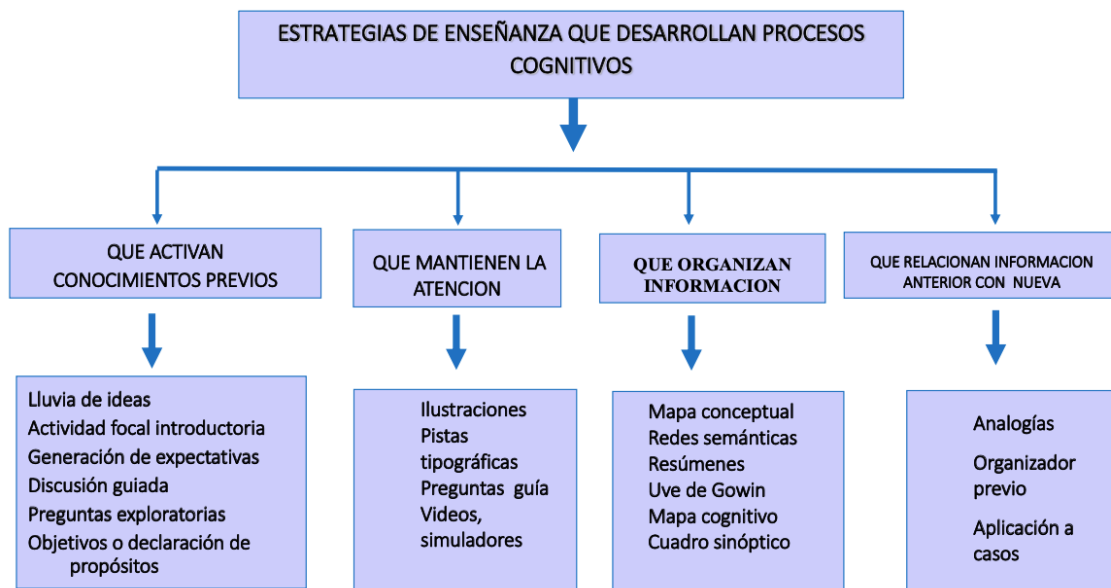 ESTRATEGIAS DE ENSEÑANZA QUE DESARROLLAN PROCESOS
COGNITIVOS
QUE ACTIVAN
CONOCIMIENTOS PREVIOS
Lluvia de ideas
Actividad focal introductoria
Generación de expectativas
Discusión guiada
Preguntas exploratorias
Objetivos o declaración de
propósitos
QUE MANTIENEN LA
ATENCION
Ilustraciones
Pistas
tipográficas
Preguntas guía
Videos,
simuladores
QUE ORGANIZAN
INFORMACION
Mapa conceptual
Redes semánticas
Resúmenes
Uve de Gowin
Mapa cognitivo
Cuadro sinóptico
QUE RELACIONAN INFORMACION
ANTERIOR CON NUEVA
Analogías
Organizador
previo
Aplicación a
casos